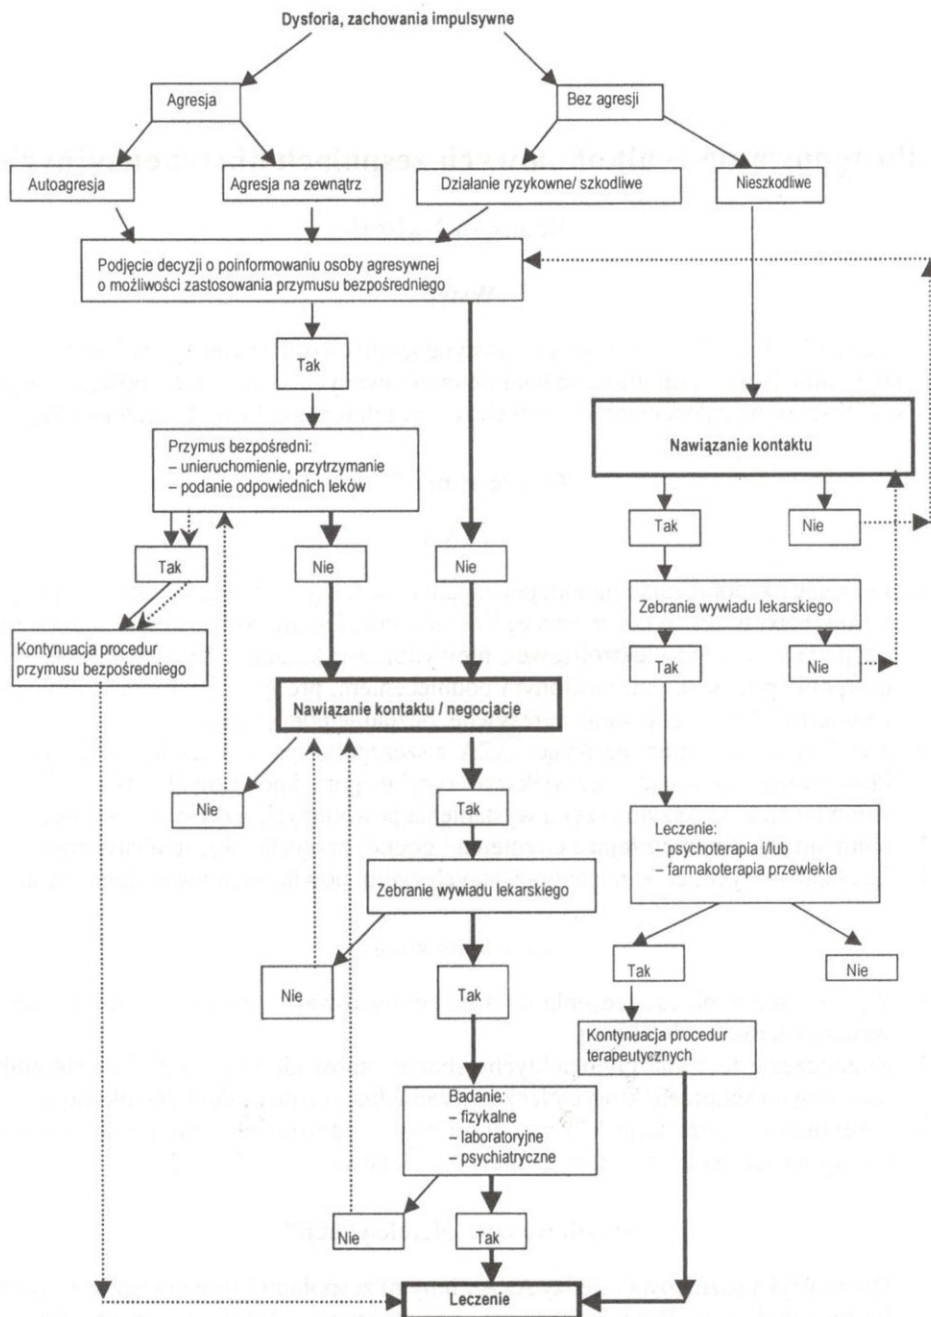 Dysforia, zachowania impulsywne
Agresja
Bez agresji
Autoagresja
Agresja na zewnątrz
Działanie ryzykowne/ szkodliwe
Nieszkodliwe
Podjęcie decyzji o poinformowaniu osoby agresywnej
o możliwości zastosowania przymusu bezpośredniego
Tak
Przymus bezpośredni:
– unieruchomienie, przytrzymanie
– podanie odpowiednich leków
Nawiązanie kontaktu
Tak
Nie
Tak
Nie
Nie
Zebranie wywiadu lekarskiego
Kontynuacja procedur
przymusu bezpośredniego
Tak
Nie
Nawiązanie kontaktu / negocjacje
Nie
Tak
Leczenie:
– psychoterapia i/lub
– farmakoterapia przewlekła
Zebranie wywiadu lekarskiego
Nie
Tak
Tak
Nie
Kontynuacja procedur
terapeutycznych
Badanie:
– fizykalne
– laboratoryjne
– psychiatryczne
Nie
Tak
Leczenie